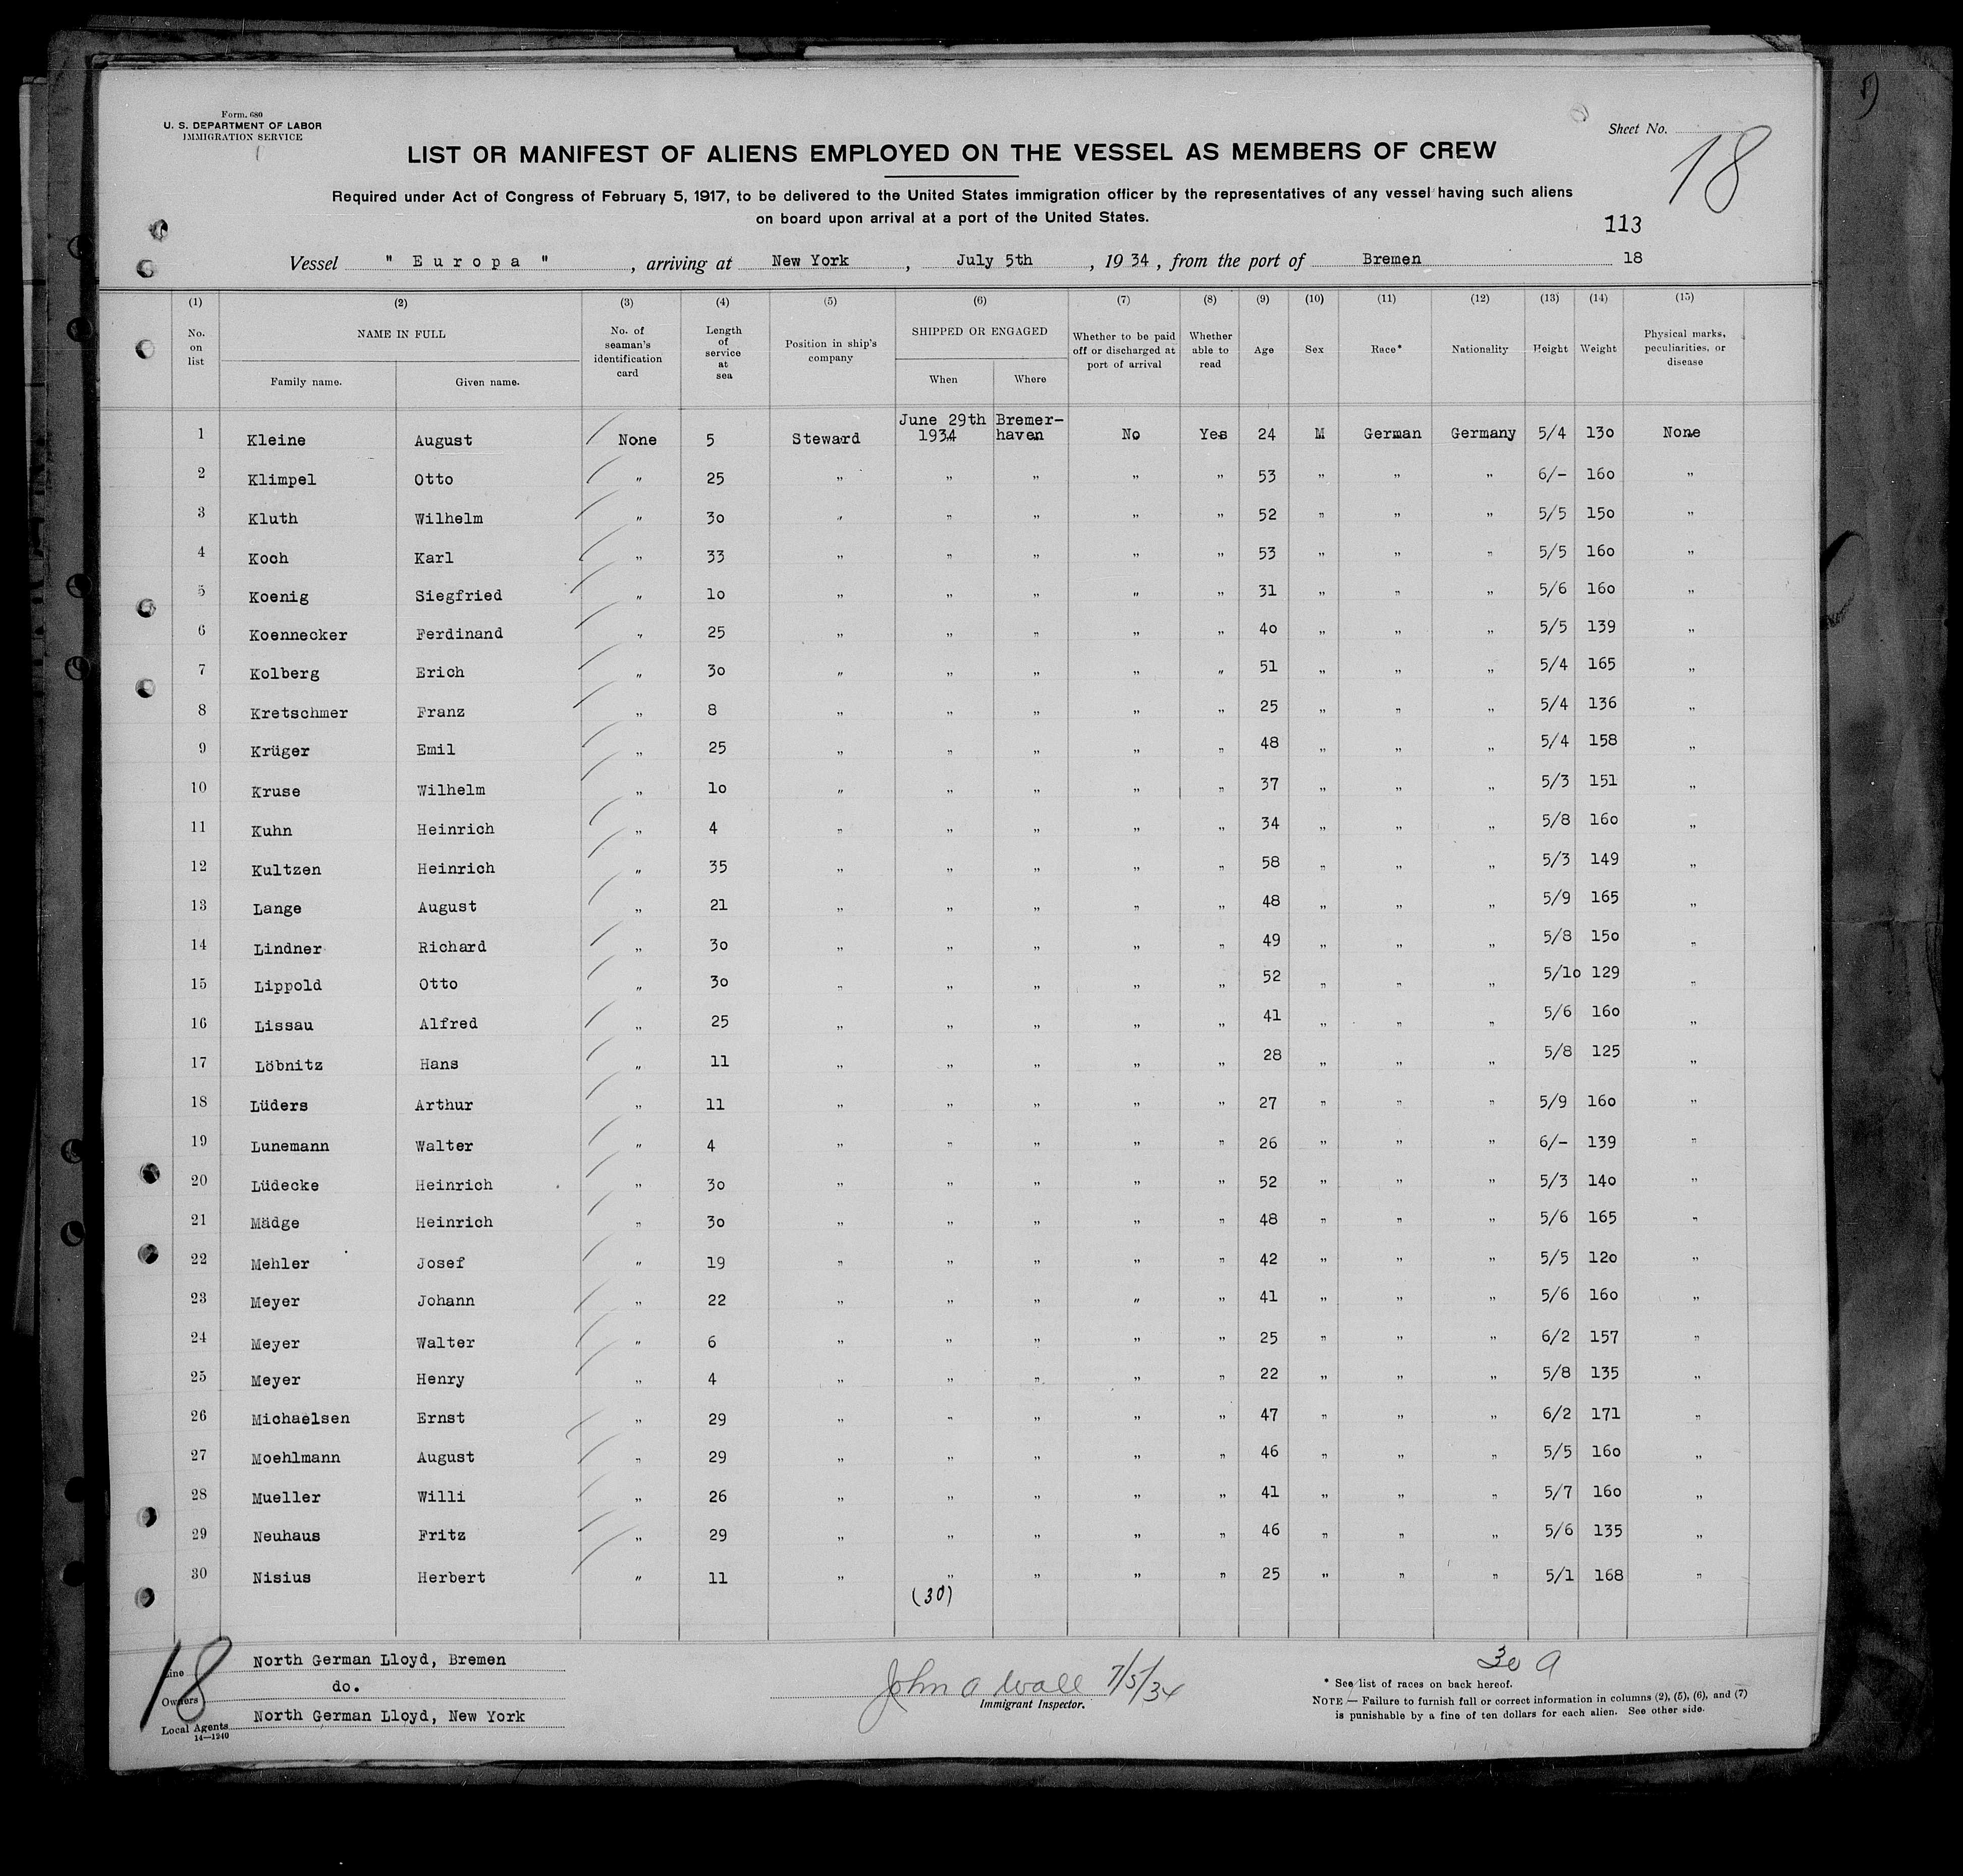 Form. 680
U. S. DEPARTMENT OF LABOR
IMMIGRATION SERVICE
Sheet No. 18
LIST OR MANIFEST OF ALIENS EMPLOYED ON THE VESSEL AS MEMBERS OF CREW
Required under Act of Congress of February 5, 1917, to be delivered to the United States immigration officer by the representatives of any vessel having such aliens
on board upon arrival at a port of the United States.
113
Vessel " Europa " , arriving at New York , July 5th , 1934 , from the port of Bremen 18
(1) (2) (3) (4) (5) (6) (7) (8) (9) (10) (11) (12) (13) (14) (15)
No. on list NAME IN FULL Family name. Given name. No. of seaman's identification card Length of service at sea Position in ship's company SHIPPED OR ENGAGED When Where Whether to be paid off or discharged at port of arrival Whether able to read Age Sex Race* Nationality Height Weight Physical marks, peculiarities, or disease
1 Kleine August None 5 Steward June 29th 1934 Bremer-haven No Yes 24 M German Germany 5/4 130 None
2 Klimpel Otto " 25 " " " " " 53 " " " 6/- 160 "
3 Kluth Wilhelm " 30 " " " " " 52 " " " 5/5 150 "
4 Koch Karl " 33 " " " " " 53 " " " 5/5 160 "
5 Koenig Siegfried " 10 " " " " " 31 " " " 5/6 160 "
6 Koennecker Ferdinand " 25 " " " " " 40 " " " 5/5 139 "
7 Kolberg Erich " 30 " " " " " 51 " " " 5/4 165 "
8 Kretschmer Franz " 8 " " " " " 25 " " " 5/4 136 "
9 Krüger Emil " 25 " " " " " 48 " " " 5/4 158 "
10 Kruse Wilhelm " 10 " " " " " 37 " " " 5/3 151 "
11 Kuhn Heinrich " 4 " " " " " 34 " " " 5/8 160 "
12 Kultzen Heinrich " 35 " " " " " 58 " " " 5/3 149 "
13 Lange August " 21 " " " " " 48 " " " 5/9 165 "
14 Lindner Richard " 30 " " " " " 49 " " " 5/8 150 "
15 Lippold Otto " 30 " " " " " 52 " " " 5/10 129 "
16 Lissau Alfred " 25 " " " " " 41 " " " 5/6 160 "
17 Löbnitz Hans " 11 " " " " " 28 " " " 5/8 125 "
18 Lüders Arthur " 11 " " " " " 27 " " " 5/9 160 "
19 Lunemann Walter " 4 " " " " " 26 " " " 6/- 139 "
20 Lüdecke Heinrich " 30 " " " " " 52 " " " 5/3 140 "
21 Mädge Heinrich " 30 " " " " " 48 " " " 5/6 165 "
22 Mehler Josef " 19 " " " " " 42 " " " 5/5 120 "
23 Meyer Johann " 22 " " " " " 41 " " " 5/6 160 "
24 Meyer Walter " 6 " " " " " 25 " " " 6/2 157 "
25 Meyer Henry " 4 " " " " " 22 " " " 5/8 135 "
26 Michaelsen Ernst " 29 " " " " " 47 " " " 6/2 171 "
27 Moehlmann August " 29 " " " " " 46 " " " 5/5 160 "
28 Mueller Willi " 26 " " " " " 41 " " " 5/7 160 "
29 Neuhaus Fritz " 29 " " " " " 46 " " " 5/6 135 "
30 Nisius Herbert " 11 " " " " " 25 " " " 5/1 168 "
(30)
18
Line North German Lloyd, Bremen
Owners do.
Local Agents North German Lloyd, New York
14—1240
John A Wall 7/5/34
Immigrant Inspector.
30 a
* See list of races on back hereof.
NOTE — Failure to furnish full or correct information in columns (2), (5), (6), and (7)
is punishable by a fine of ten dollars for each alien. See other side.